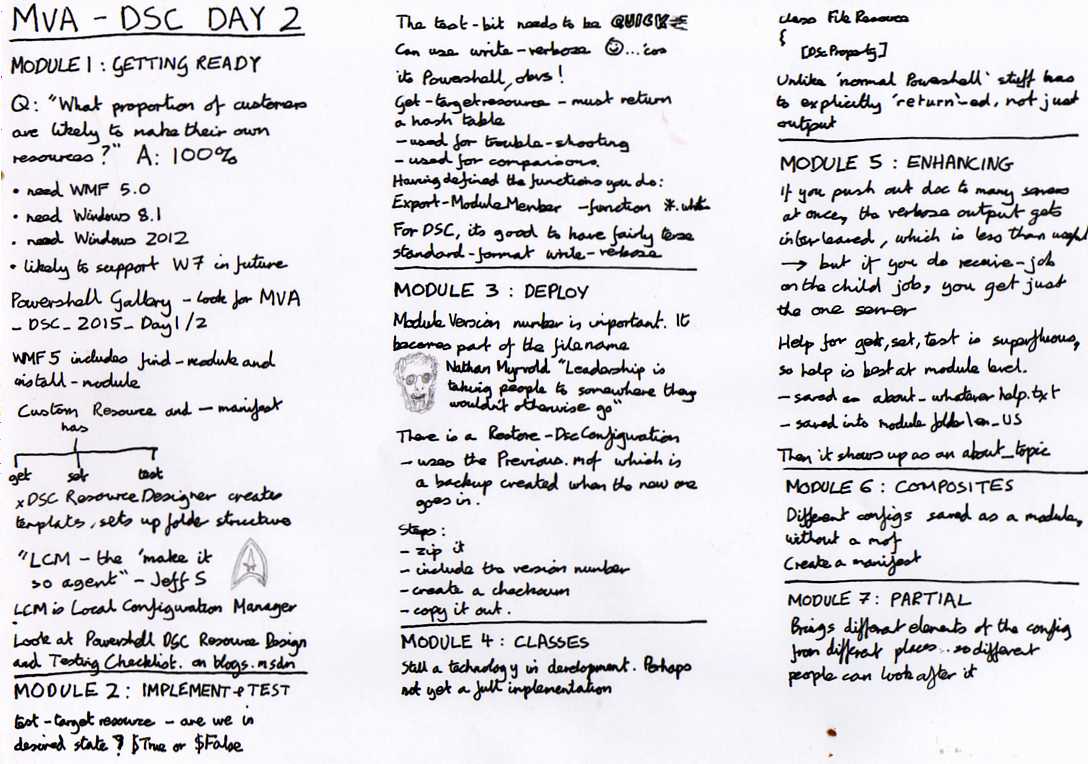 MVA - DSC DAY 2
MODULE 1 : GETTING READY
Q: "What proportion of customers
are likely to make their own
resources?" A: 100%
• need WMF 5.0
• need Windows 8.1
• need Windows 2012
• likely to support W7 in future
Powershell Gallery - look for MVA
- DSC_2015_Day1/2
WMF5 includes find-module and
install-module
Custom Resource and - manifest
has
get set test
xDSC Resource Designer creates
templates, sets up folder structure
"LCM - the 'make it
so agent" - Jeff S
LCM is Local Configuration Manager
Look at Powershell DSC Resource Design
and Testing Checklist. on blogs.msdn
MODULE 2 : IMPLEMENT & TEST
test-target resource - are we in
desired state? $True or $False
The test-bit needs to be QUICK
Can use write-verbose ☺...'cos
its Powershell, obvs!
Get-targetresource - must return
a hash table
- used for trouble-shooting
- used for comparisons.
Having defined the functions you do:
Export-ModuleMember -function *.
For DSC, its good to have fairly terse
standard-format write-verbose
MODULE 3 : DEPLOY
Module Version number is important. It
becomes part of the filename
Nathan Myrvold "Leadership is
taking people to somewhere they
wouldn't otherwise go"
There is a Restore-DscConfiguration
- uses the Previous.mof which is
a backup created when the new one
goes in.
Steps:
- zip it
- include the version number
- create a checksum
- copy it out.
MODULE 4 : CLASSES
Still a technology in development. Perhaps
not yet a full implementation
class FileResource
{
[DscProperty]
Unlike 'normal Powershell' stuff has
to explicitly 'return'-ed, not just
output
MODULE 5 : ENHANCING
If you push out dsc to many servers
at once, the verbose output gets
interleaved, which is less than useful
→ but if you do receive-job
on the child job, you get just
the one server
Help for get, set, test is superfluous,
so help is best at module level.
- saved as about_whatever help.txt
- saved into module folder\en_US
Then it shows up as an about_topic
MODULE 6 : COMPOSITES
Different configs saved as a module,
without a mof
Create a manifest
MODULE 7 : PARTIAL
Brings different elements of the config
from different places.. so different
people can look after it